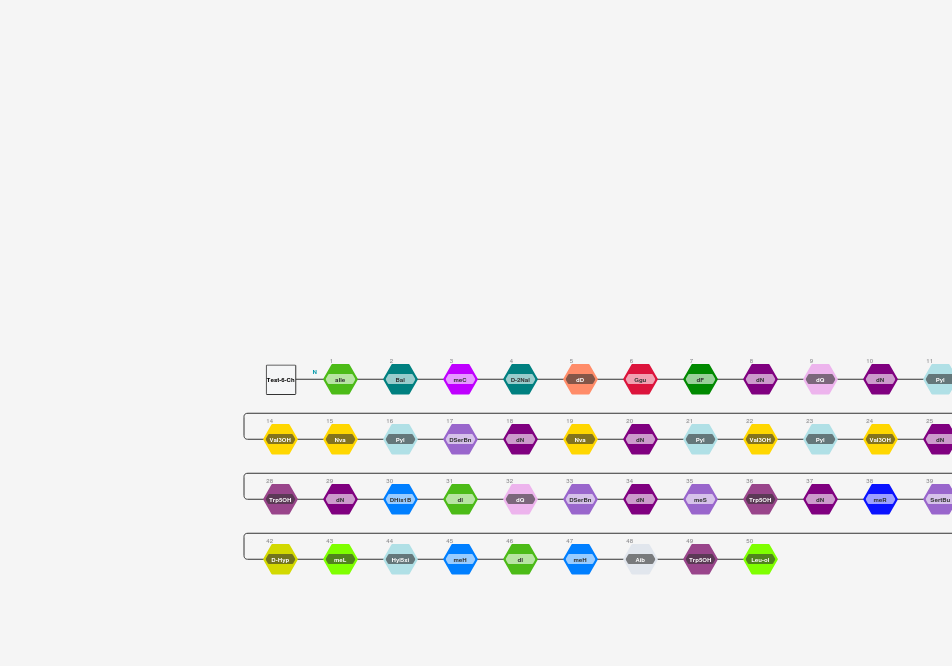 1 2 3 4 5 6 7 8 9 10 11
Test-6-Ch N aIle Bal meC D-2Nal dD Ggu dF dN dQ dN Pyl
14 15 16 17 18 19 20 21 22 23 24 25
Val3OH Nva Pyl DSerBn dN Nva dN Pyl Val3OH Pyl Val3OH dN
28 29 30 31 32 33 34 35 36 37 38 39
Trp5OH dN DHistB dI dQ DSerBn dN meS Trp5OH dN meR SertBu
42 43 44 45 46 47 48 49 50
D-Hyp meL HyBsi meH dI meH Aib Trp5OH Leu-ol